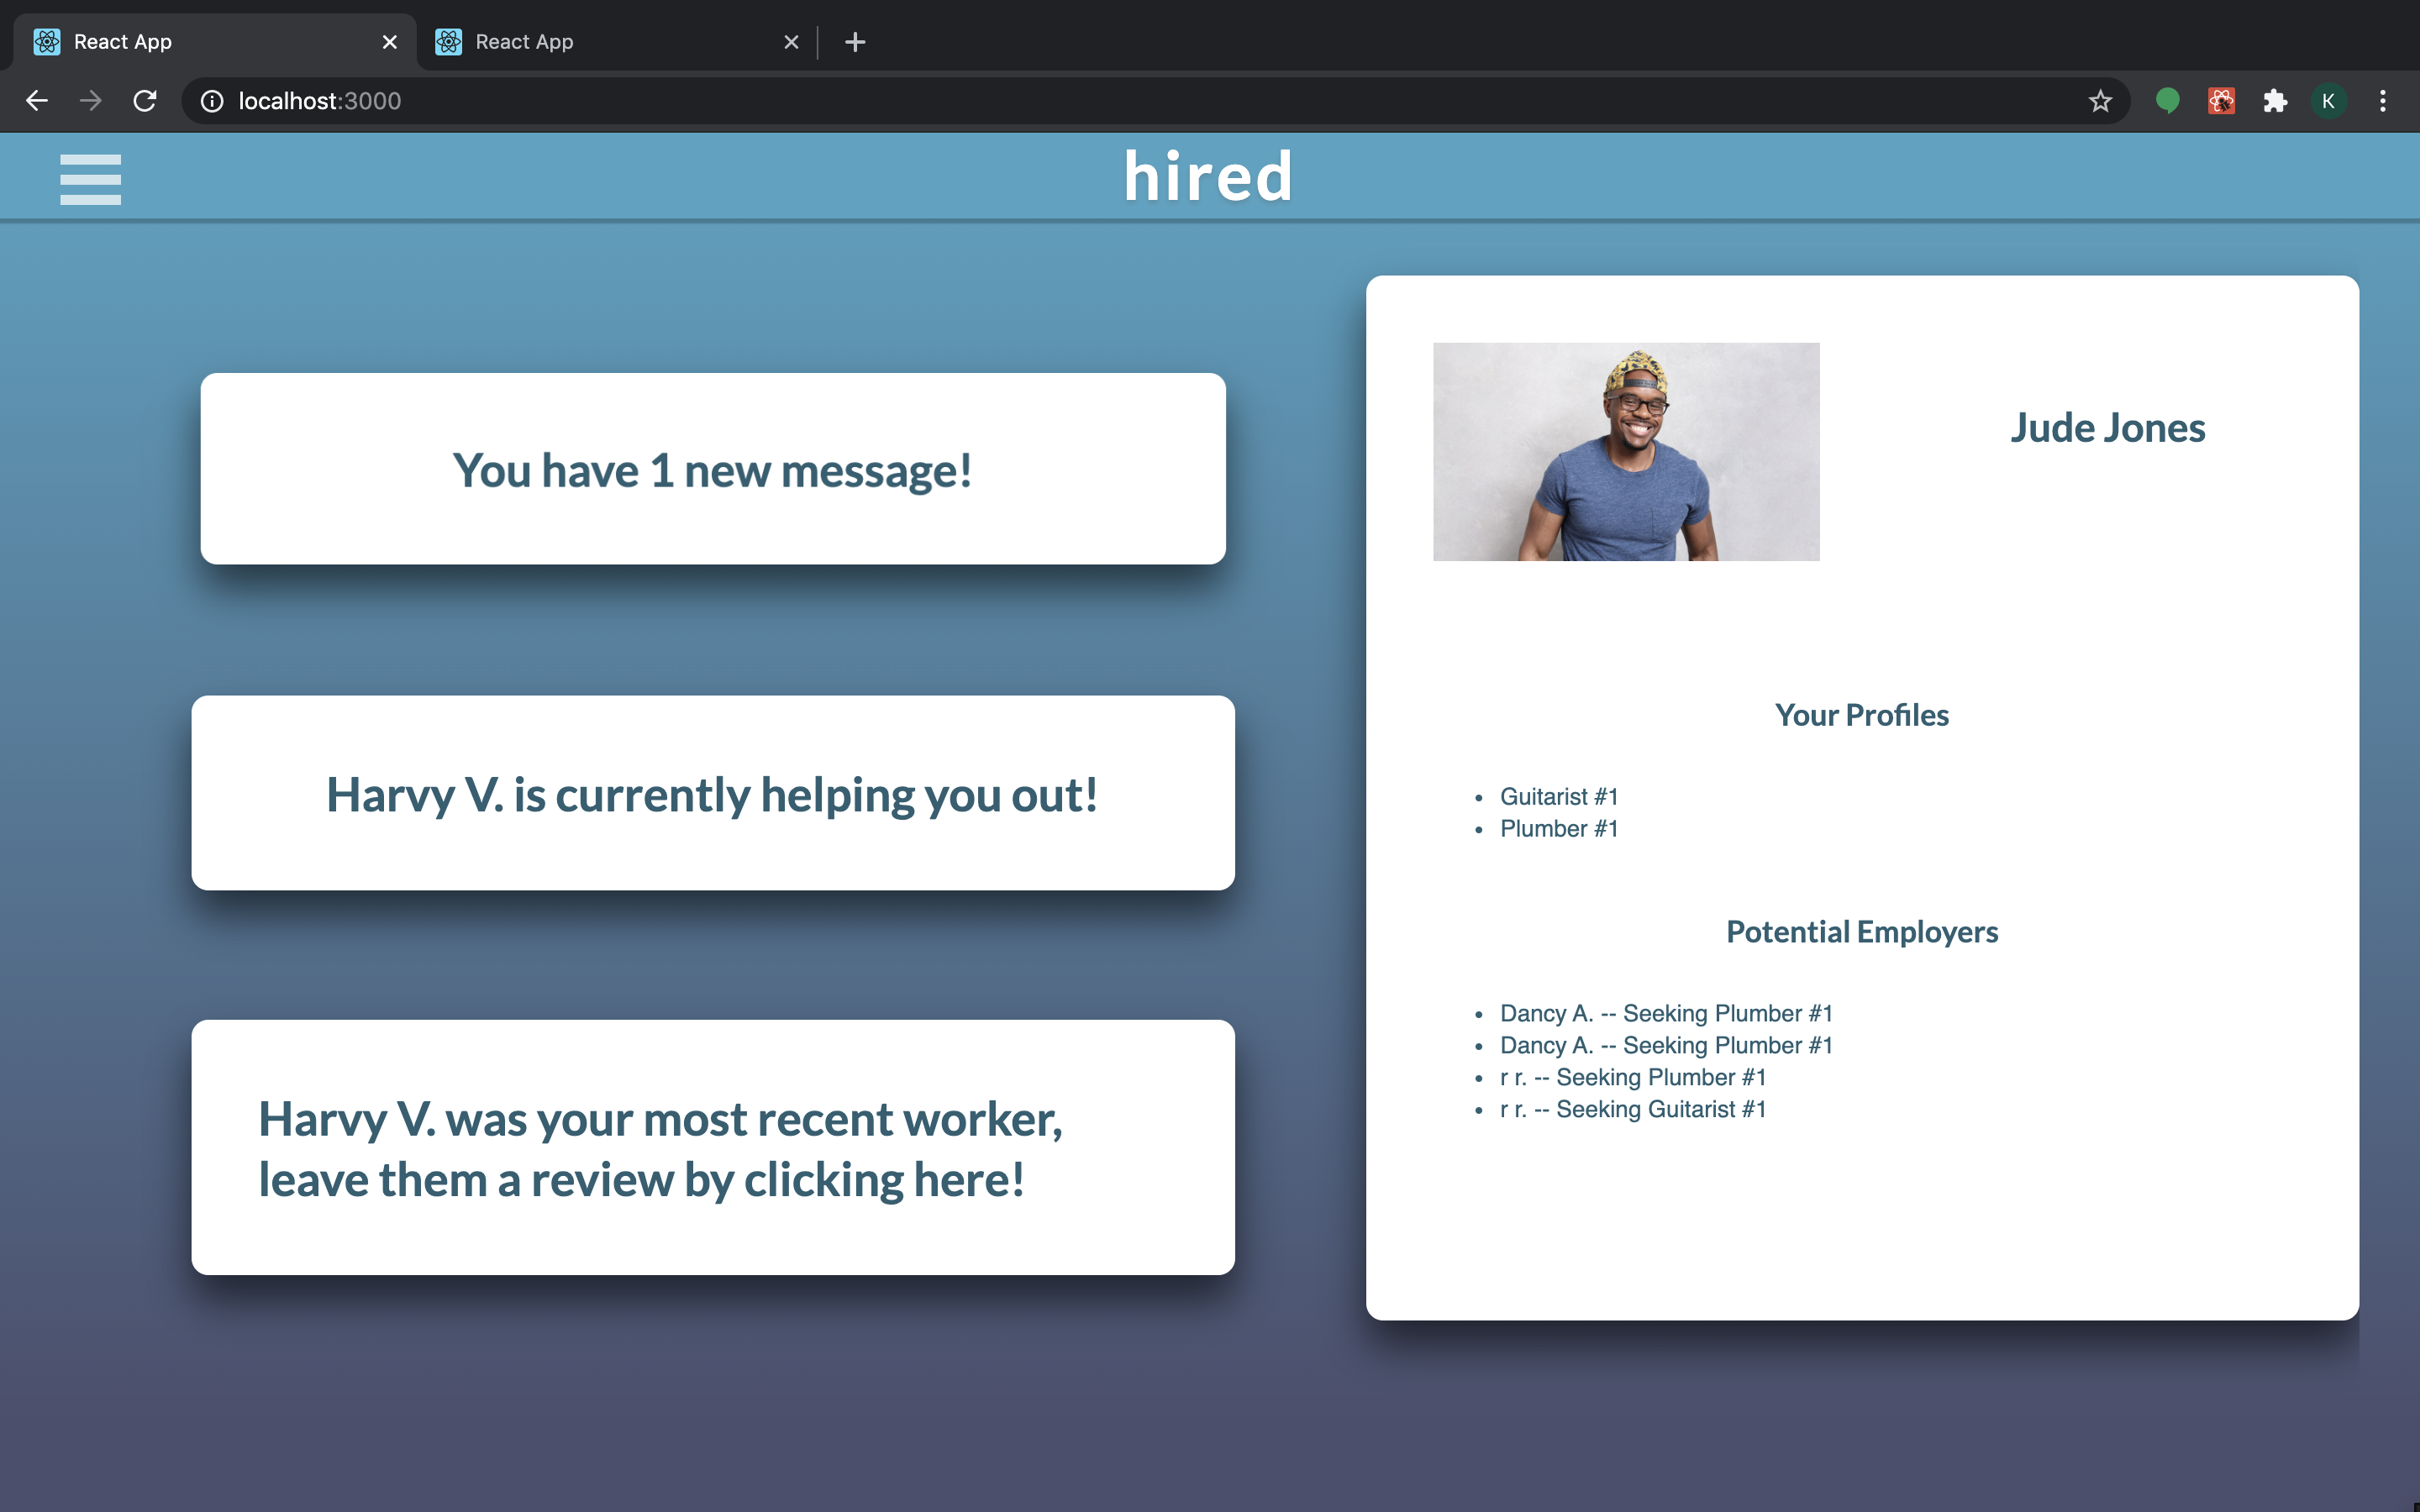 React App
React App
localhost:3000
K
hired
You have 1 new message!
Harvy V. is currently helping you out!
Harvy V. was your most recent worker,
leave them a review by clicking here!
Jude Jones
Your Profiles
Guitarist #1
Plumber #1
Potential Employers
Dancy A. -- Seeking Plumber #1
Dancy A. -- Seeking Plumber #1
r r. -- Seeking Plumber #1
r r. -- Seeking Guitarist #1